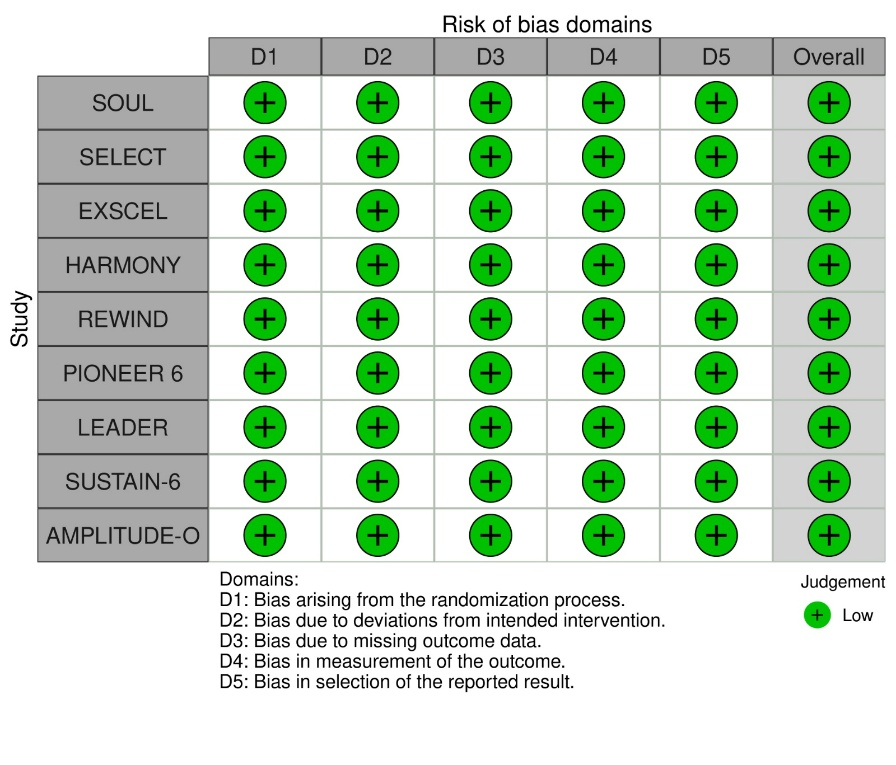 Risk of bias domains
D1 D2 D3 D4 D5 Overall
SOUL + + + + + +
SELECT + + + + + +
EXSCEL + + + + + +
HARMONY + + + + + +
REWIND + + + + + +
PIONEER 6 + + + + + +
LEADER + + + + + +
SUSTAIN-6 + + + + + +
AMPLITUDE-O + + + + + +
Study
Domains:
D1: Bias arising from the randomization process.
D2: Bias due to deviations from intended intervention.
D3: Bias due to missing outcome data.
D4: Bias in measurement of the outcome.
D5: Bias in selection of the reported result.
Judgement
+ Low